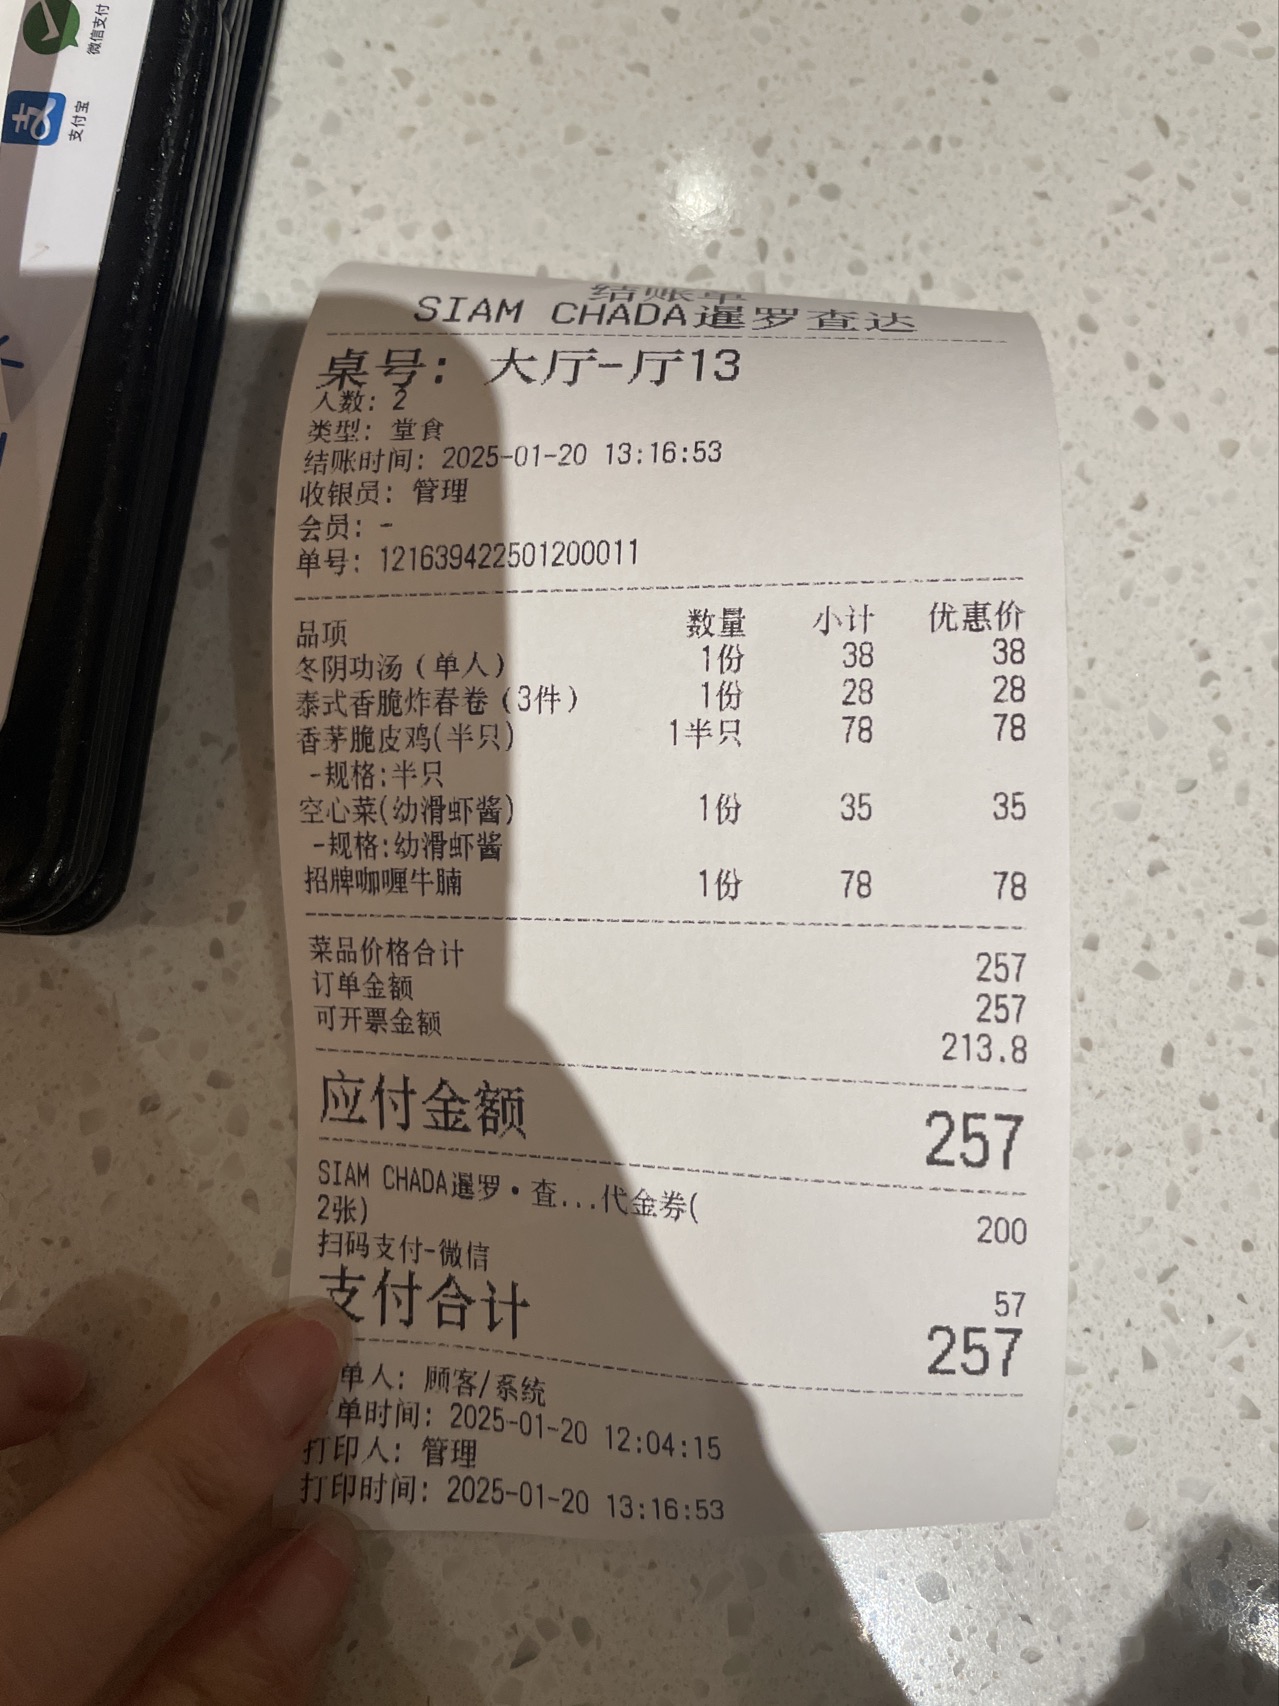 微信支付
支付宝
结账单
SIAM CHADA暹罗查达
桌号: 大厅-厅13
人数: 2
类型: 堂食
结账时间: 2025-01-20 13:16:53
收银员: 管理
会员: -
单号: 121639422501200011
品项 数量 小计 优惠价
冬阴功汤(单人) 1份 38 38
泰式香脆炸春卷(3件) 1份 28 28
香茅脆皮鸡(半只) 1半只 78 78
-规格:半只
空心菜(幼滑虾酱) 1份 35 35
-规格:幼滑虾酱
招牌咖喱牛腩 1份 78 78
菜品价格合计 257
订单金额 257
可开票金额 213.8
应付金额 257
SIAM CHADA暹罗·查...代金券(
2张) 200
扫码支付-微信 57
支付合计 257
单人: 顾客/系统
单时间: 2025-01-20 12:04:15
打印人: 管理
打印时间: 2025-01-20 13:16:53